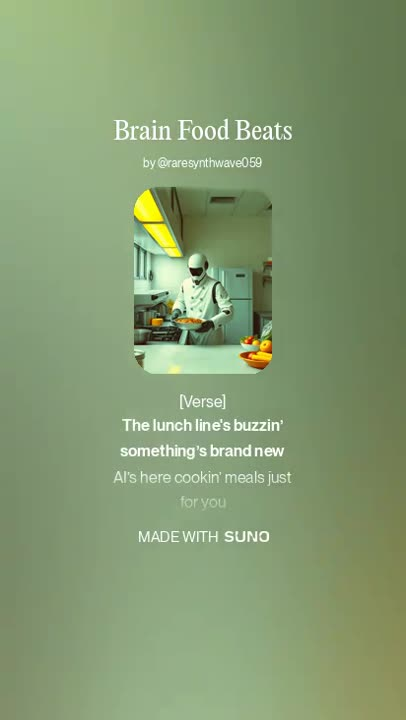 Brain Food Beats
by @raresynthwave059
[Verse]
The lunch line's buzzin'
something's brand new
AI's here cookin' meals just
for you
MADE WITH SUNO